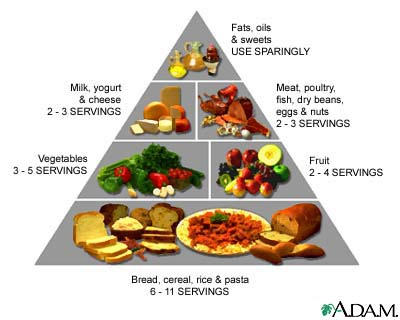 Fats, oils
& sweets
USE SPARINGLY
Milk, yogurt
& cheese
2 - 3 SERVINGS
Meat, poultry,
fish, dry beans,
eggs & nuts
2 - 3 SERVINGS
Vegetables
3 - 5 SERVINGS
Fruit
2 - 4 SERVINGS
Bread, cereal, rice & pasta
6 - 11 SERVINGS
ADAM.